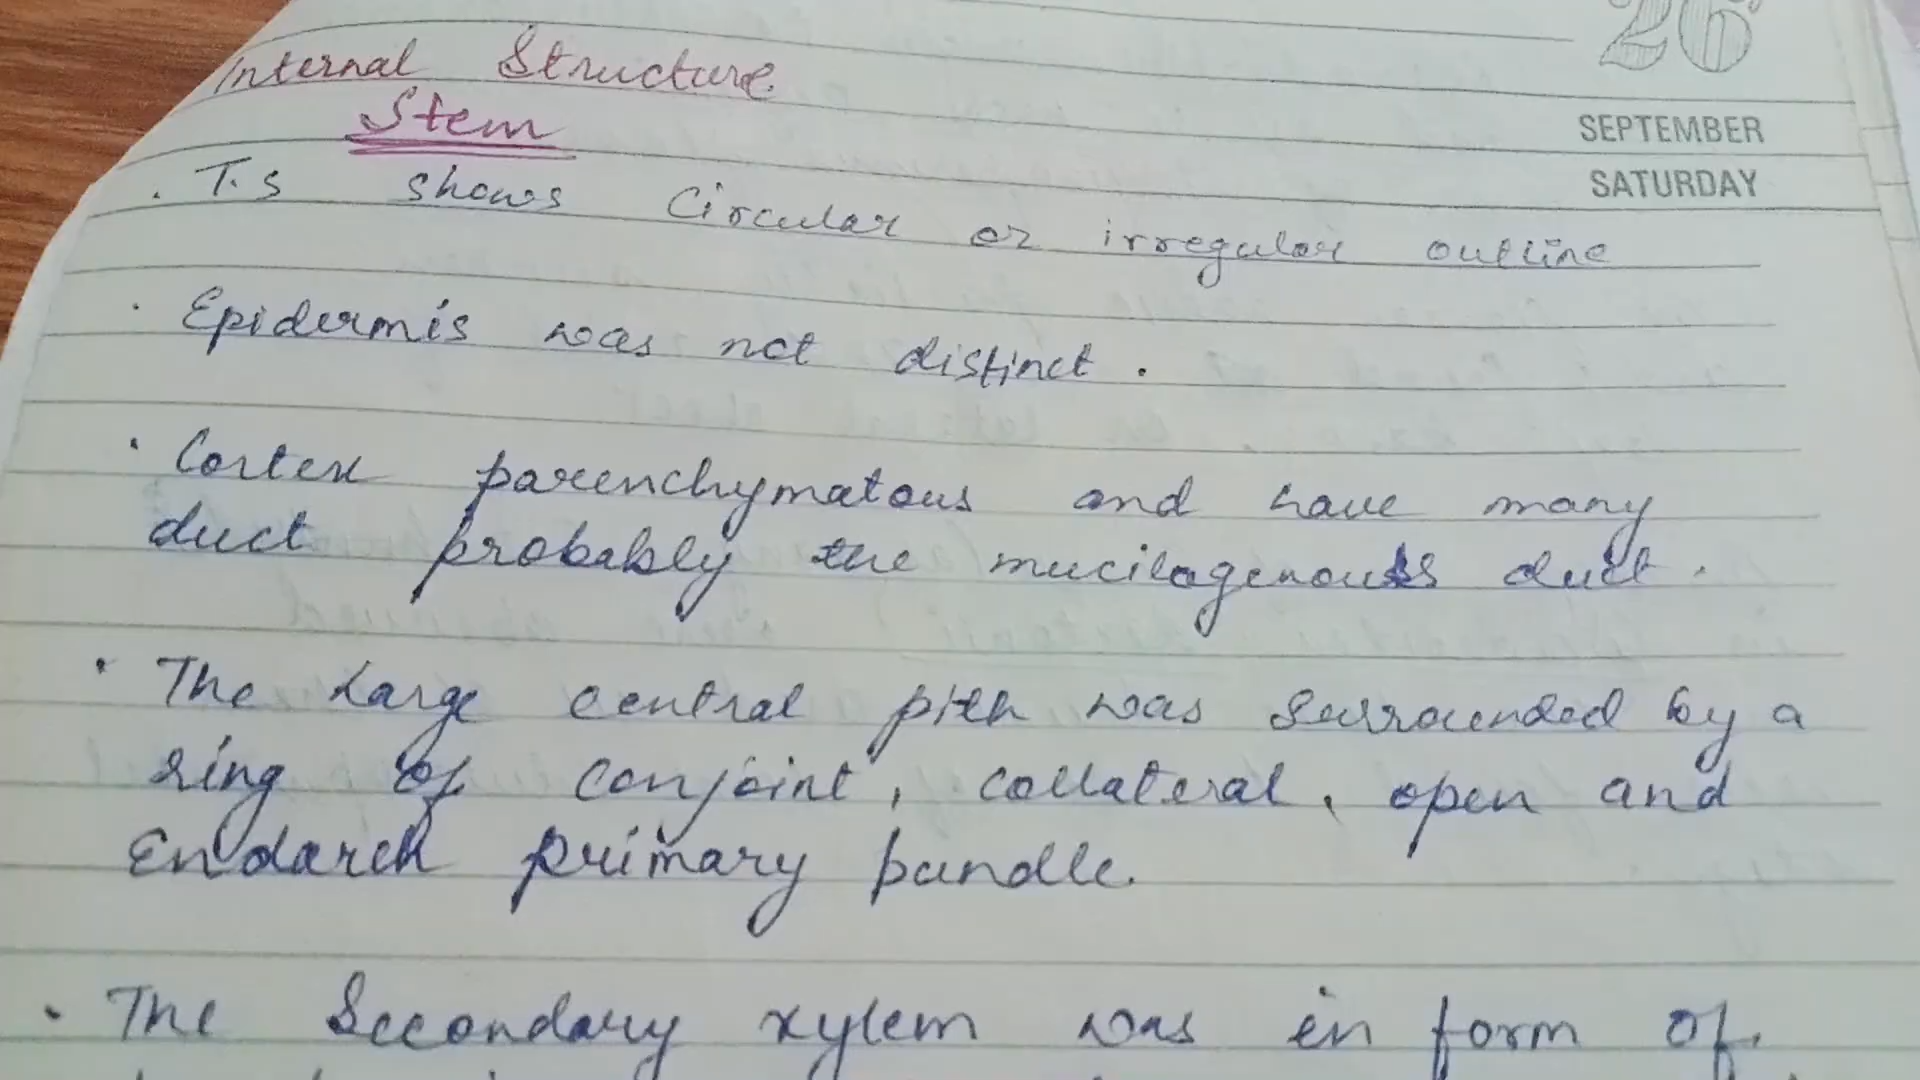 26
SEPTEMBER
SATURDAY
Internal Structure
Stem
. T.S shows Circular or irregular outline
. Epidermis was not distinct.
. Cortex parenchymatous and have many
duct probably the mucilagenous duct.
. The Large central pith was Surrounded by a
ring of Conjoint, Collateral, open and
Endarch primary bundle.
. The Secondary xylem was in form of